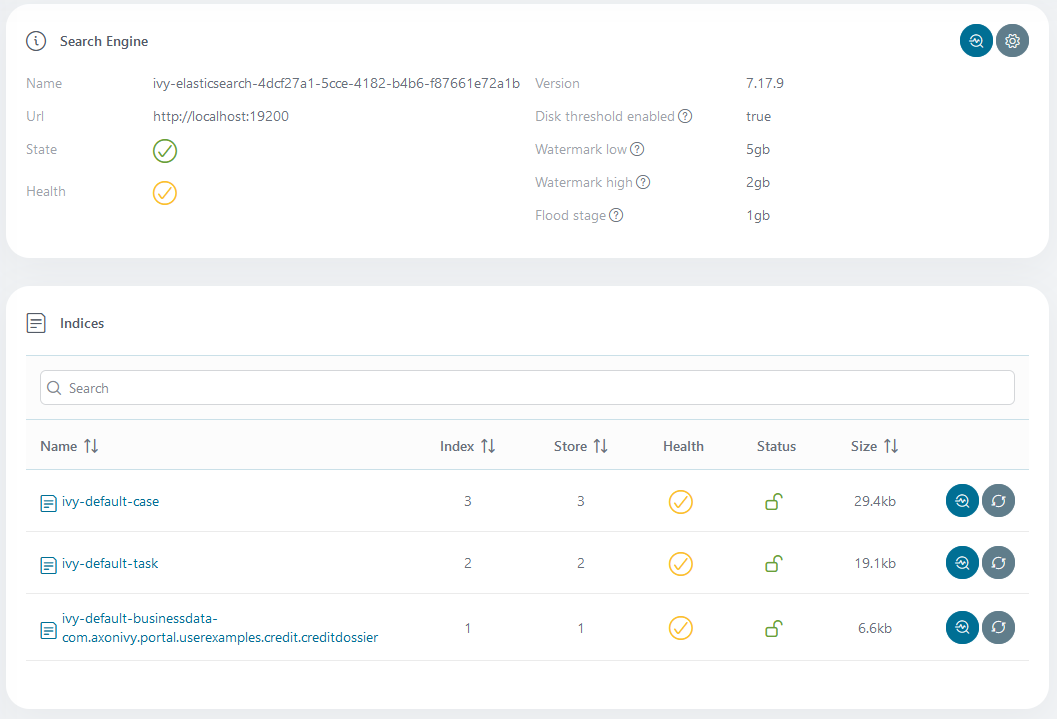 Search Engine
Name ivy-elasticsearch-4dcf27a1-5cce-4182-b4b6-f87661e72a1b Version 7.17.9
Url http://localhost:19200 Disk threshold enabled true
State Watermark low 5gb
Health Watermark high 2gb
Flood stage 1gb
Indices
Search
Name Index Store Health Status Size
ivy-default-case 3 3 29.4kb
ivy-default-task 2 2 19.1kb
ivy-default-businessdata-
com.axonivy.portal.userexamples.credit.creditdossier 1 1 6.6kb